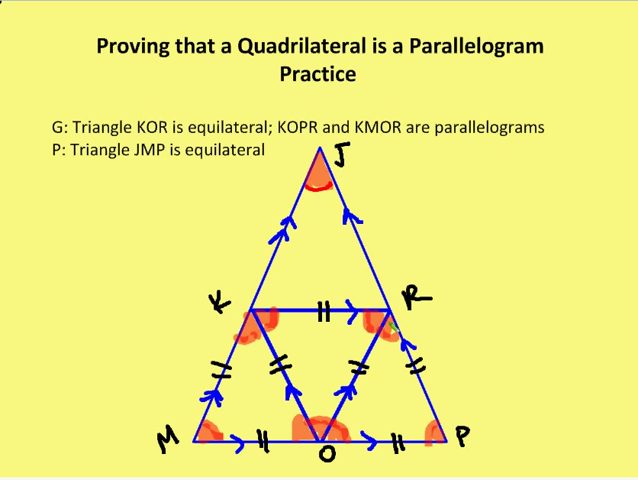 Proving that a Quadrilateral is a Parallelogram
Practice
G: Triangle KOR is equilateral; KOPR and KMOR are parallelograms
P: Triangle JMP is equilateral
J
K
R
M
O
P